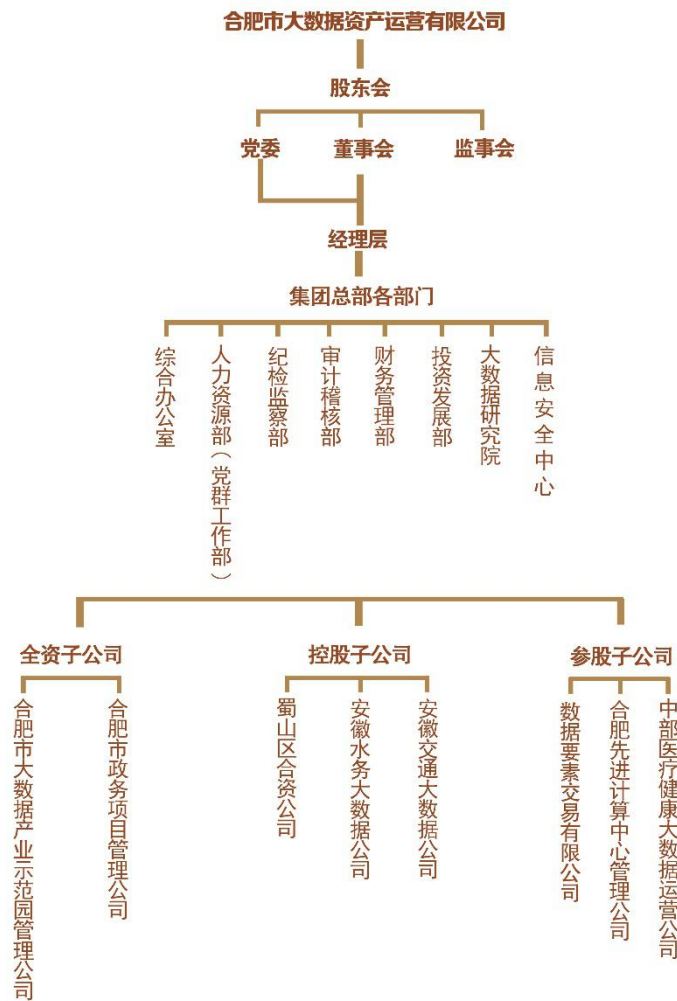 合肥市大数据资产运营有限公司
股东会
党委
董事会
监事会
经理层
集团总部各部门
综合办公室
人力资源部（党群工作部）
纪检监察部
审计稽核部
财务管理部
投资发展部
大数据研究院
信息安全中心
全资子公司
控股子公司
参股子公司
合肥市大数据产业示范园管理公司
合肥市政务项目管理公司
蜀山区合资公司
安徽水务大数据公司
安徽交通大数据公司
数据要素交易有限公司
合肥先进计算中心管理公司
中部医疗健康大数据运营公司